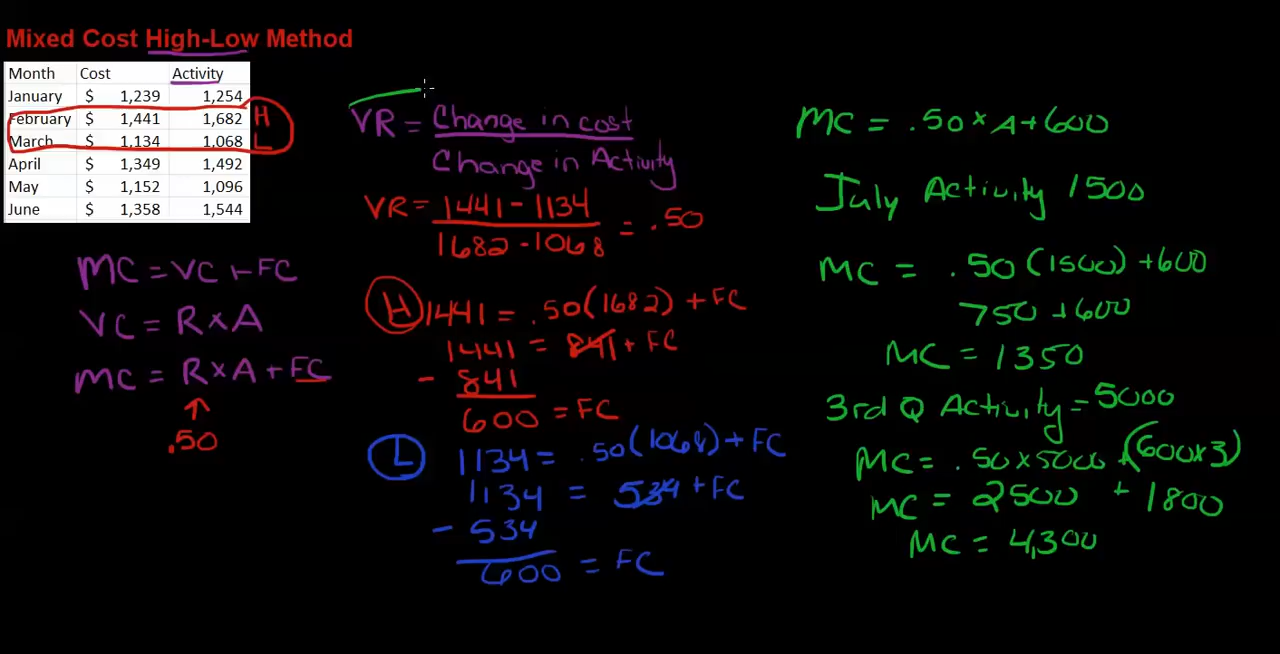 Mixed Cost High-Low Method
Month Cost Activity
January $ 1,239 1,254
February $ 1,441 1,682 H
March $ 1,134 1,068 L
April $ 1,349 1,492
May $ 1,152 1,096
June $ 1,358 1,544
MC = VC + FC
VC = R x A
MC = R x A + FC
.50
VR = Change in cost
Change in Activity
VR = 1441 - 1134
1682 - 1068
= .50
H 1441 = .50(1682) + FC
1441 = 841 + FC
- 841
600 = FC
L 1134 = .50(1068) + FC
1134 = 534 + FC
- 534
600 = FC
MC = .50 x A + 600
July Activity 1500
MC = .50(1500) + 600
750 + 600
MC = 1350
3rd Q Activity = 5000
MC = .50 x 5000 + (600 x 3)
MC = 2500 + 1800
MC = 4,300